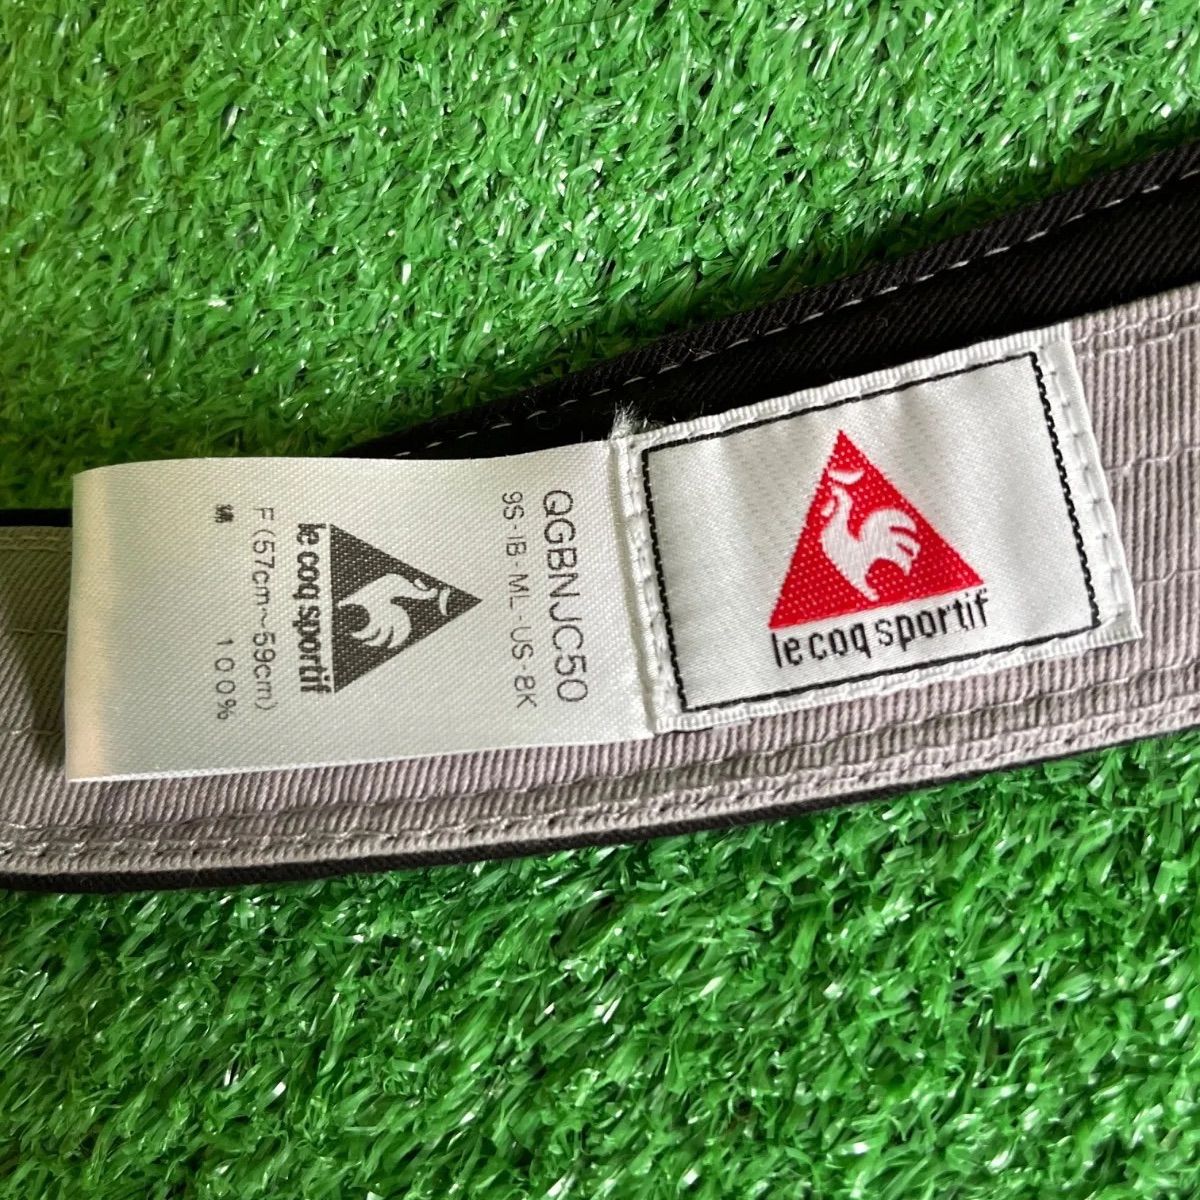 QGBNJC50
9S-IB-ML-US-8K
le coq sportif
F(57cm~59cm)
綿 100%
le coq sportif